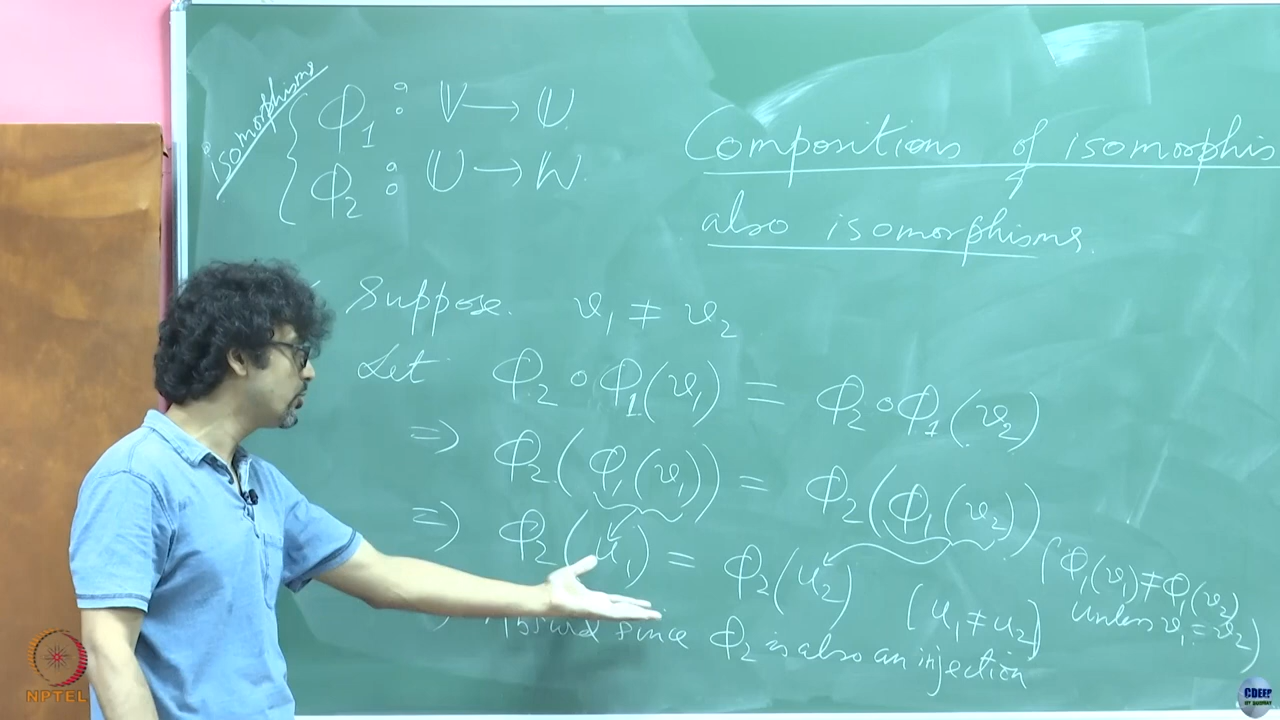 isomorphisms
Φ₁ : V → U.
Φ₂ : U → W.
Compositions of isomorphis
also isomorphisms.
Suppose. v₁ ≠ v₂
Let Φ₂∘Φ₁(v₁) = Φ₂∘Φ₁(v₂)
⇒ Φ₂(Φ₁(v₁)) = Φ₂(Φ₁(v₂))
⇒ Φ₂(u₁) = Φ₂(u₂) (u₁ ≠ u₂)
(Φ₁(v₁) ≠ Φ₁(v₂)
unless v₁ = v₂)
since Φ₂ is also an injection
NPTEL
CDEEP
IIT BOMBAY